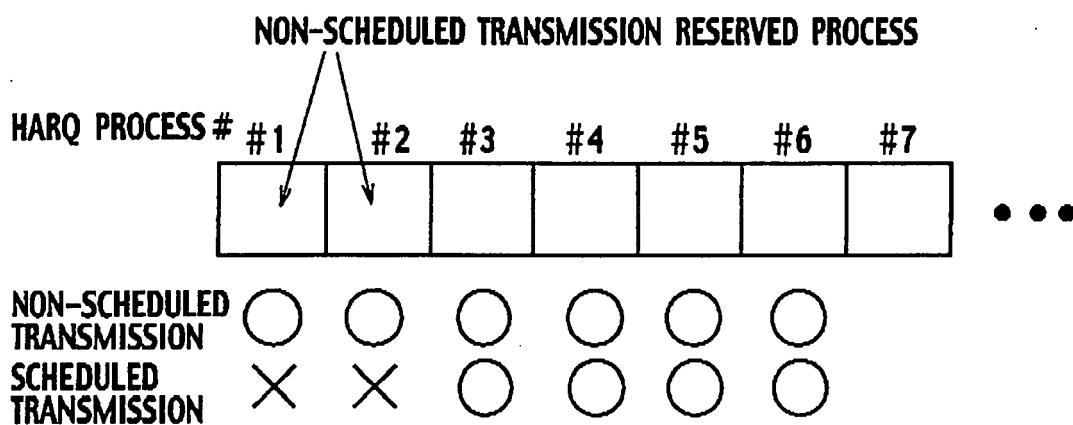 NON-SCHEDULED TRANSMISSION RESERVED PROCESS
HARQ PROCESS # #1 #2 #3 #4 #5 #6 #7
NON-SCHEDULED
TRANSMISSION
SCHEDULED
TRANSMISSION